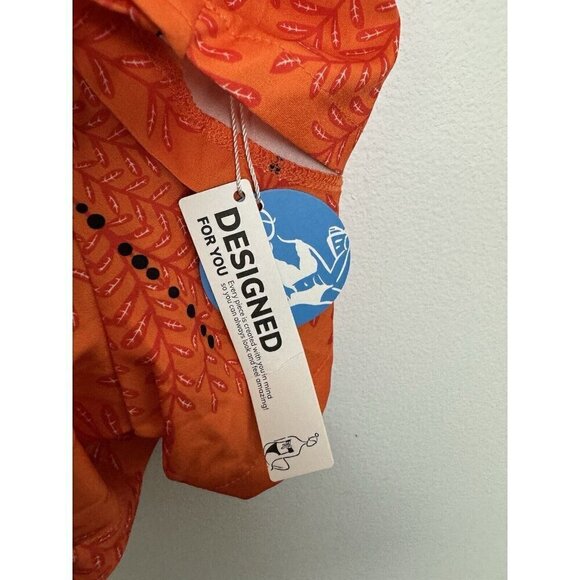 DESIGNED
FOR YOU
Every piece is created with you in mind
so you can always look and feel amazing!